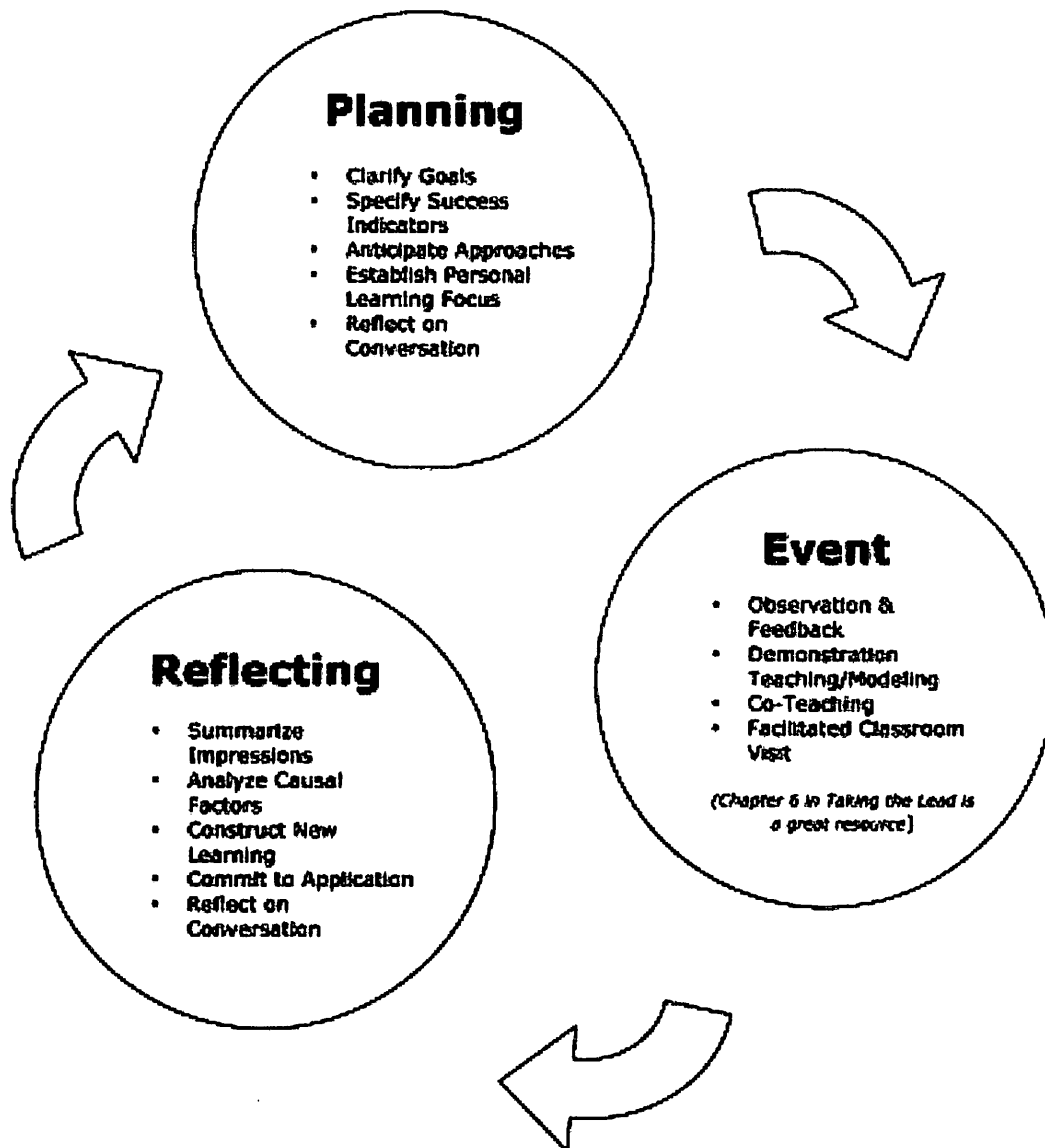 Planning
• Clarify Goals
• Specify Success
Indicators
• Anticipate Approaches
• Establish Personal
Learning Focus
• Reflect on
Conversation
Event
• Observation &
Feedback
• Demonstration
Teaching/Modeling
• Co-Teaching
• Facilitated Classroom
Visit
(Chapter 6 in Taking the Lead is
a great resource)
Reflecting
• Summarize
Impressions
• Analyze Causal
Factors
• Construct New
Learning
• Commit to Application
• Reflect on
Conversation